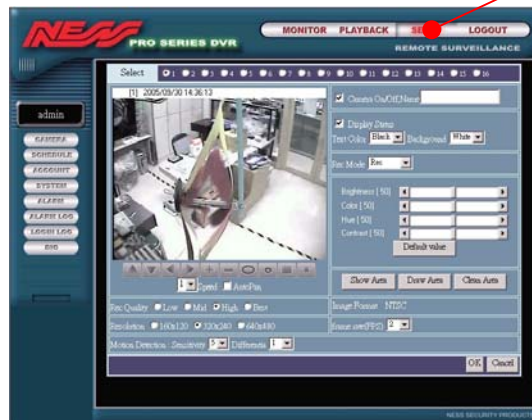 NESS
PRO SERIES DVR
MONITOR PLAYBACK SE LOGOUT
REMOTE SURVEILLANCE
Select 1 2 3 4 5 6 7 8 9 10 11 12 13 14 15 16
[1] 2005/09/30 14:36:13
Camera On/Off,Name
admin
Display Status
Text Color Black Background White
CAMERA
SCHEDULE
ACCOUNT
SYSTEM
ALARM
ALARM LOG
LOGIN LOG
Rec Mode Rec
Brightness [ 50]
Color [ 50]
Hue [ 50]
Contrast [ 50]
Default value
1 Speed AutoPan
Show Area Draw Area Clean Area
Rec Quality Low Mid High Best
Image Format NTSC
Resolution 160x120 320x240 640x480
Image rate(FPS) 2
Motion Detection Sensitivity 5 Differents 1
OK Cancel
NESS SECURITY PRODUCTS